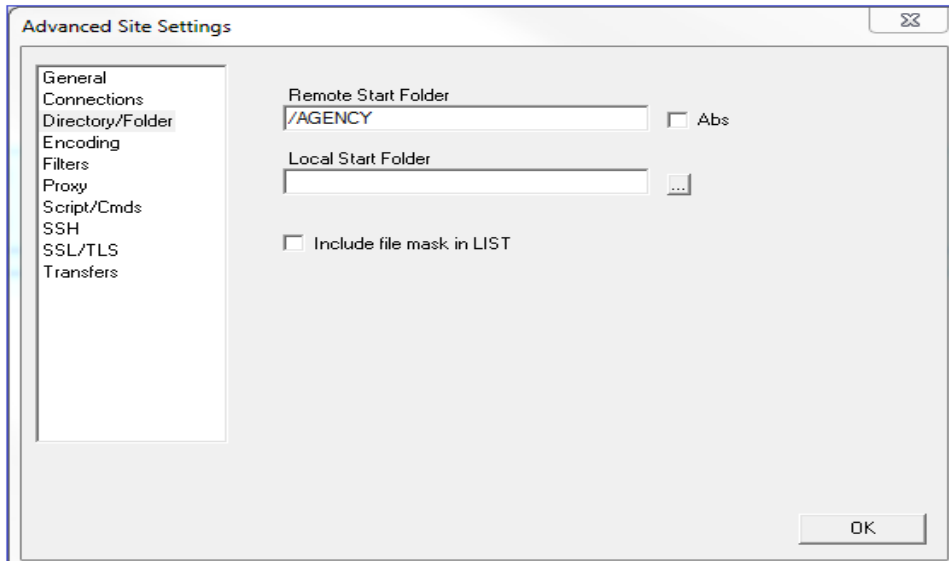 Advanced Site Settings
General
Connections
Directory/Folder
Encoding
Filters
Proxy
Script/Cmds
SSH
SSL/TLS
Transfers
Remote Start Folder
/AGENCY
Abs
Local Start Folder
...
Include file mask in LIST
OK